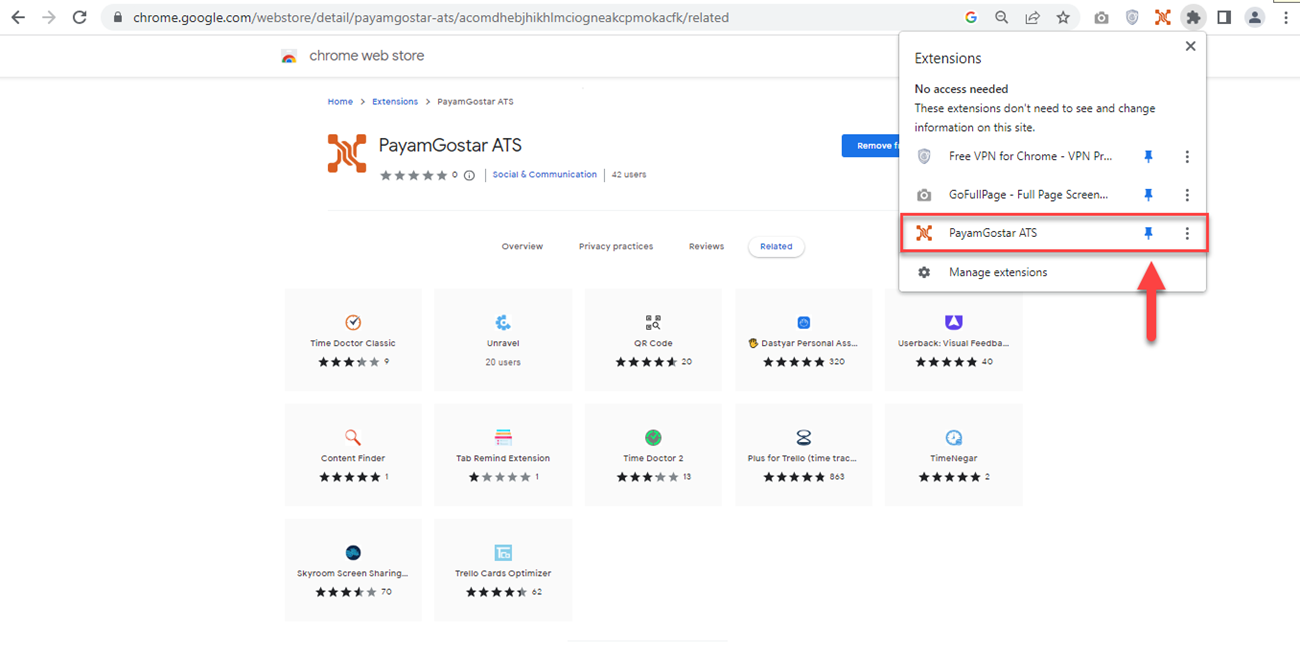 chrome.google.com/webstore/detail/payamgostar-ats/acomdhebjhikhlmciogneakcpmokacfk/related
chrome web store
Extensions
No access needed
These extensions don't need to see and change
information on this site.
Free VPN for Chrome - VPN Pr...
GoFullPage - Full Page Screen...
PayamGostar ATS
Manage extensions
Home > Extensions > PayamGostar ATS
PayamGostar ATS
0 Social & Communication 42 users
Remove
Overview Privacy practices Reviews Related
Time Doctor Classic
9
Unravel
20 users
QR Code
20
Dastyar Personal Ass...
320
Userback: Visual Feedba...
40
Content Finder
1
Tab Remind Extension
1
Time Doctor 2
13
Plus for Trello (time trac...
863
TimeNegar
2
Skyroom Screen Sharing...
70
Trello Cards Optimizer
62